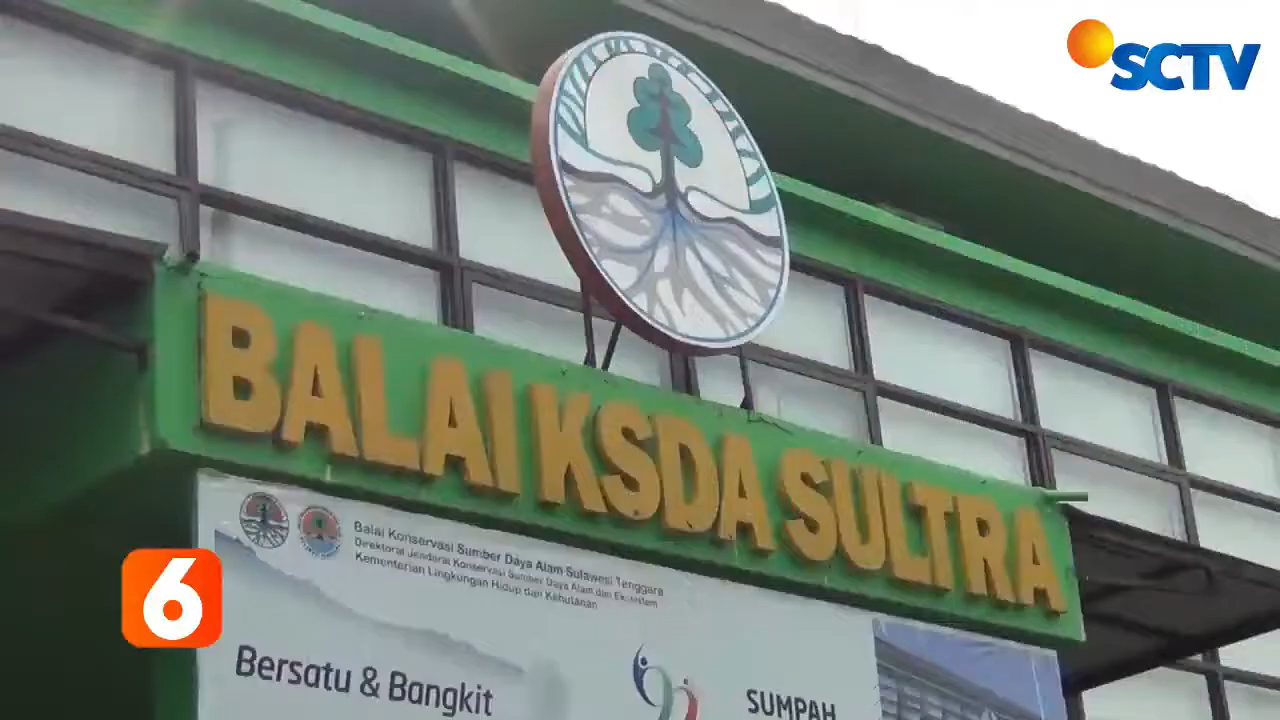 SCTV
BALAI KSDA SULTRA
Balai Konservasi Sumber Daya Alam Sulawesi Tenggara
Direktorat Jenderal Konservasi Sumber Daya Alam dan Ekosistem
Kementerian Lingkungan Hidup dan Kehutanan
6
Bersatu & Bangkit
SUMPAH